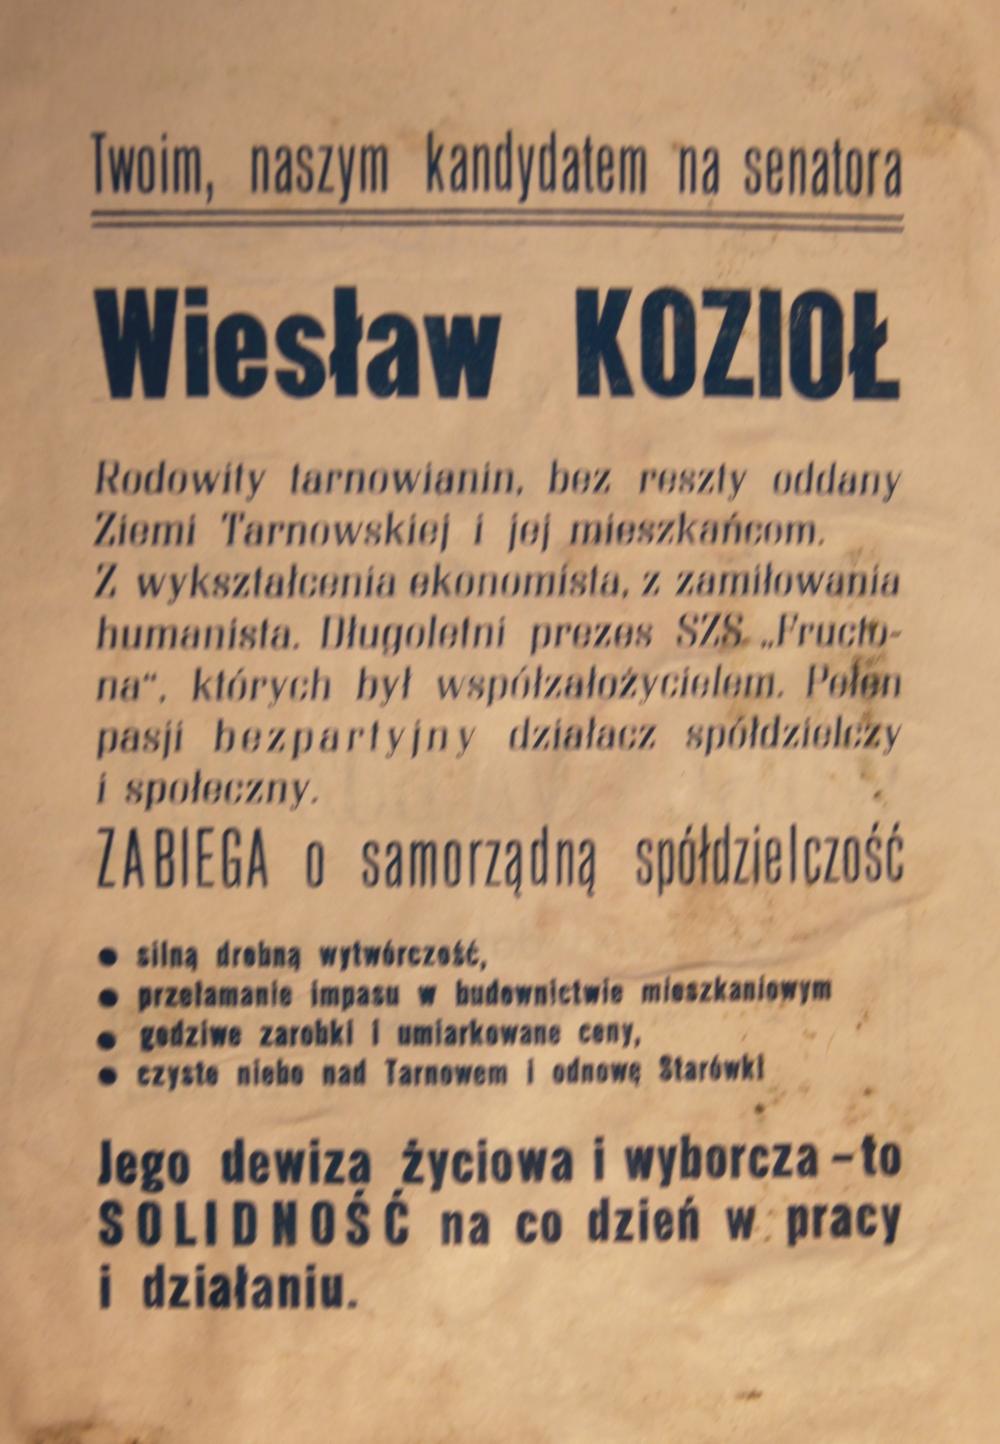 Twoim, naszym kandydatem na senatora
Wiesław KOZIOŁ
Rodowity tarnowianin, bez reszty oddany
Ziemi Tarnowskiej i jej mieszkańcom.
Z wykształcenia ekonomista, z zamiłowania
humanista. Długoletni prezes SZS „Fructo-
na“, których był współzałożycielem. Pełen
pasji bezpartyjny działacz spółdzielczy
i społeczny.
ZABIEGA o samorządną spółdzielczość
● silną drobną wytwórczość,
● przełamanie impasu w budownictwie mieszkaniowym
● godziwe zarobki i umiarkowane ceny,
● czyste niebo nad Tarnowem i odnowę Starówki
Jego dewiza życiowa i wyborcza – to
SOLIDNOŚĆ na co dzień w pracy
i działaniu.